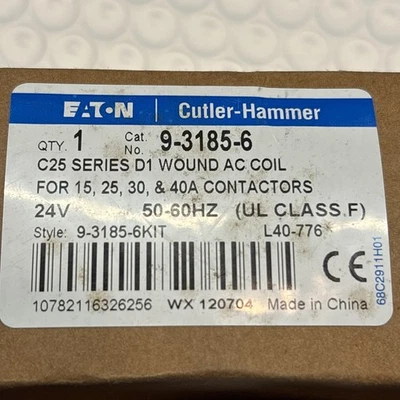 EATON | Cutler-Hammer
QTY. 1 Cat. No. 9-3185-6
C25 SERIES D1 WOUND AC COIL
FOR 15, 25, 30, & 40A CONTACTORS
24V 50-60HZ (UL CLASS F)
Style: 9-3185-6KIT L40-776
CE
68C2911H01
10782116326256 WX 120704 Made in China